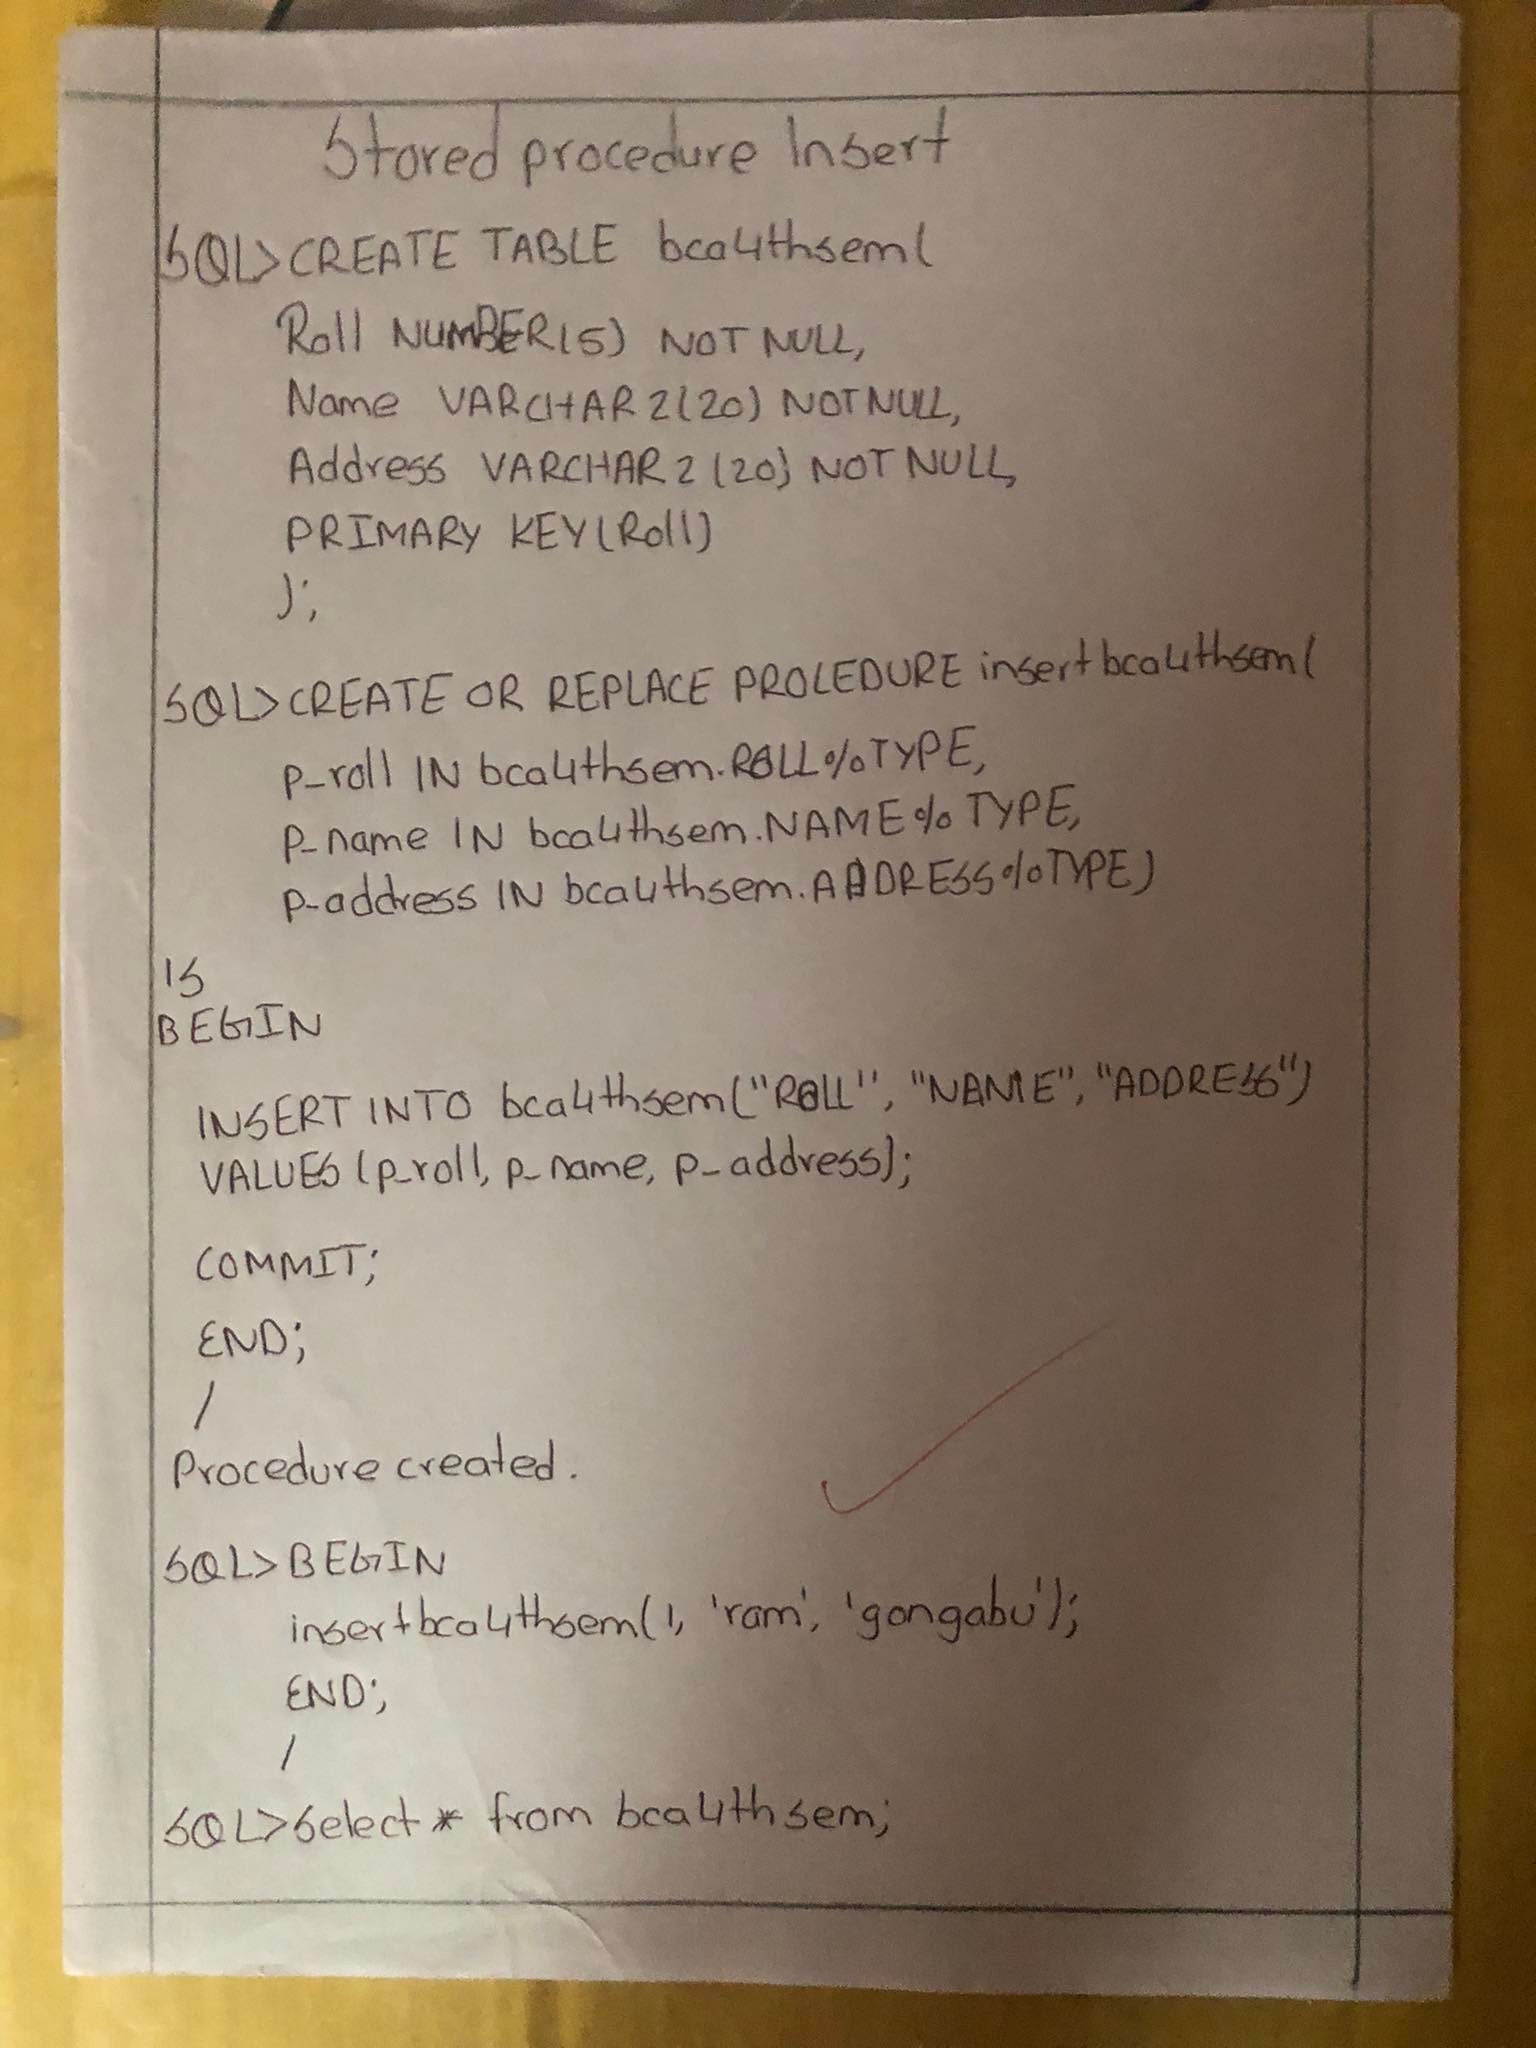 Stored procedure Insert
SQL>CREATE TABLE bca4thsem(
Roll NUMBER(5) NOT NULL,
Name VARCHAR2(20) NOT NULL,
Address VARCHAR2(20) NOT NULL,
PRIMARY KEY(Roll)
);
SQL>CREATE OR REPLACE PROCEDURE insertbca4thsem(
p_roll IN bca4thsem.ROLL%TYPE,
p_name IN bca4thsem.NAME%TYPE,
p_address IN bca4thsem.ADDRESS%TYPE)
IS
BEGIN
INSERT INTO bca4thsem("ROLL", "NAME", "ADDRESS")
VALUES (p_roll, p_name, p_address);
COMMIT;
END;
/
Procedure created.
SQL>BEGIN
insertbca4thsem(1, 'ram', 'gongabu');
END;
/
SQL>Select * from bca4thsem;